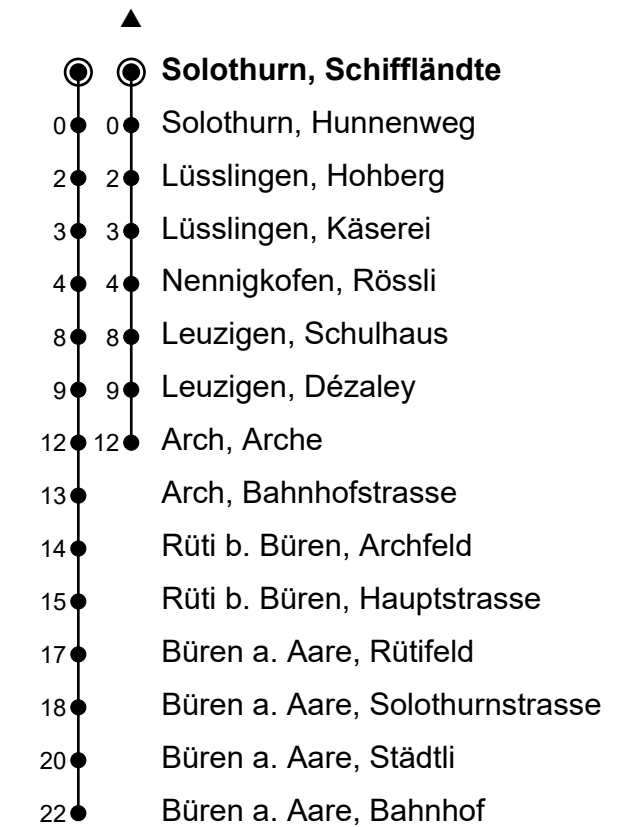 ▲
Solothurn, Schiffländte
0 0 Solothurn, Hunnenweg
2 2 Lüsslingen, Hohberg
3 3 Lüsslingen, Käserei
4 4 Nennigkofen, Rössli
8 8 Leuzigen, Schulhaus
9 9 Leuzigen, Dézaley
12 12 Arch, Arche
13 Arch, Bahnhofstrasse
14 Rüti b. Büren, Archfeld
15 Rüti b. Büren, Hauptstrasse
17 Büren a. Aare, Rütifeld
18 Büren a. Aare, Solothurnstrasse
20 Büren a. Aare, Städtli
22 Büren a. Aare, Bahnhof